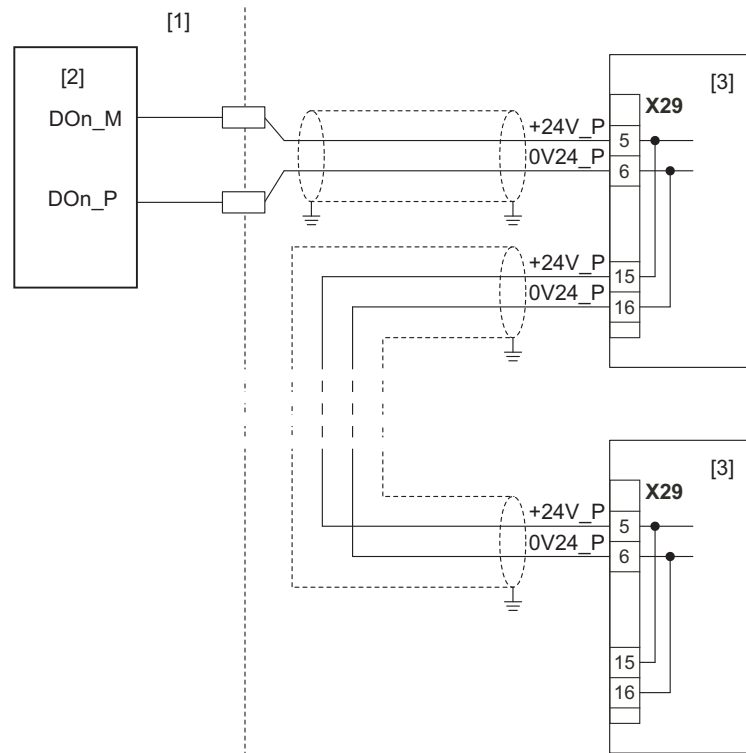 [1]
[2]
DOn_M
DOn_P
[3]
X29
+24V_P
5
0V24_P
6
+24V_P
15
0V24_P
16
[3]
X29
+24V_P
5
0V24_P
6
15
16